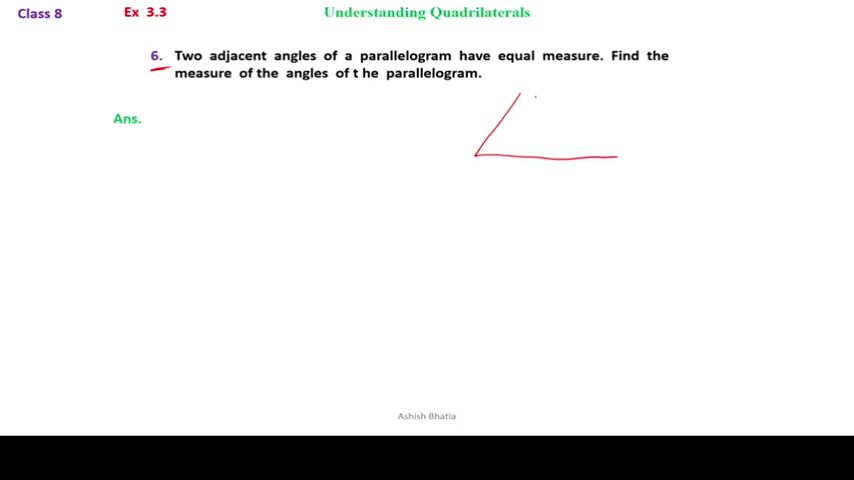 Class 8 Ex 3.3 Understanding Quadrilaterals
6. Two adjacent angles of a parallelogram have equal measure. Find the
measure of the angles of t he parallelogram.
Ans.
Ashish Bhatia